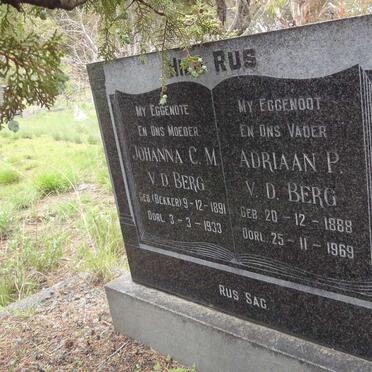 Hier Rus
My Eggenote
en Ons Moeder
Johanna C. M.
v. d. Berg
Geb (Bekker) 9-12-1891
Oorl. 3-3-1933
My Eggenoot
en Ons Vader
Adriaan P.
v. d. Berg
Geb. 20-12-1888
Oorl. 25-11-1969
Rus Sag